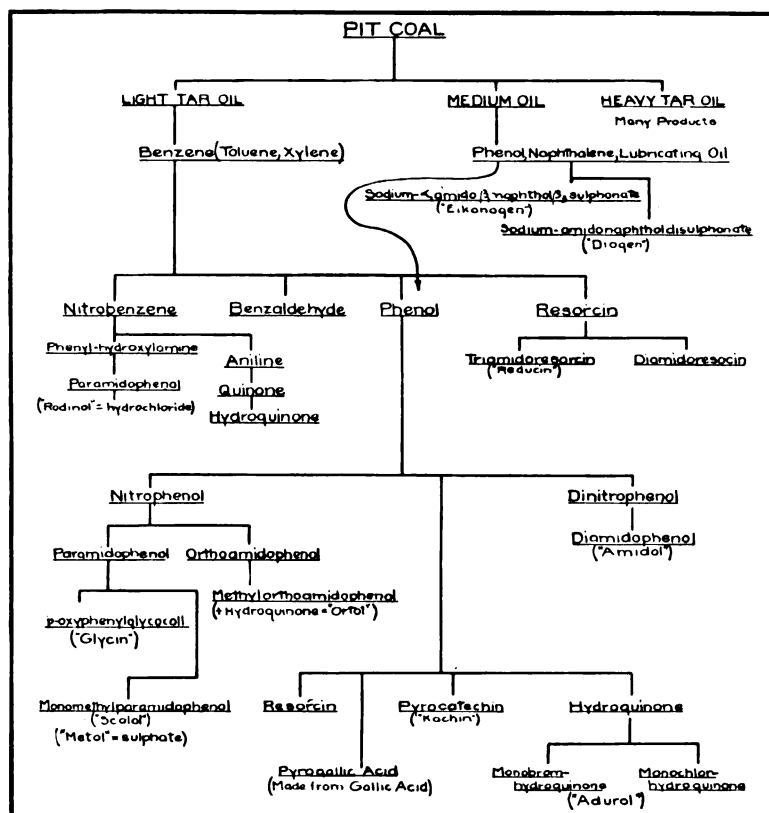 PIT COAL
LIGHT TAR OIL
MEDIUM OIL
HEAVY TAR OIL
Many Products
Benzene (Toluene, Xylene)
Phenol, Naphthalene, Lubricating Oil
Sodium-α, amido β, naphthol β, sulphonate
("Eikonogen")
Sodium-amidonaphtholdisulphonate
("Diogen")
Nitrobenzene
Benzaldehyde
Phenol
Resorcin
Phenyl-hydroxylamine
Aniline
Triamidoresorcin
("Reducin")
Diamidoresocin
Paramidophenol
("Rodinol" = hydrochloride)
Quinone
Hydroquinone
Nitrophenol
Dinitrophenol
Paramidophenol
Orthoamidophenol
Diamidophenol
("Amidol")
p-oxyphenylglycocoll
("Glycin")
Methylorthoamidophenol
(+ Hydroquinone = "Ortol")
Monomethylparamidophenol
("Scalol")
("Metol" = sulphate)
Resorcin
Pyrocatechin
("Kachin")
Hydroquinone
Pyrogallic Acid
(Made from Gallic Acid)
Monobrom-
hydroquinone
Monochlor-
hydroquinone
("Adurol")